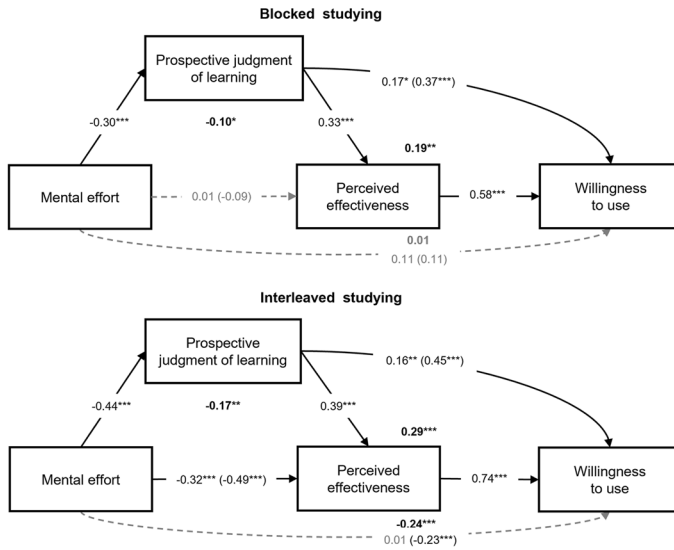 Blocked studying
Prospective judgment
of learning
0.17* (0.37***)
-0.30***
-0.10*
0.33***
0.19**
Mental effort
0.01 (-0.09)
Perceived
effectiveness
0.58***
Willingness
to use
0.01
0.11 (0.11)
Interleaved studying
Prospective
judgment of learning
0.16** (0.45***)
-0.44***
-0.17**
0.39***
0.29***
Mental effort
-0.32*** (-0.49***)
Perceived
effectiveness
0.74***
Willingness
to use
-0.24***
0.01 (-0.23***)